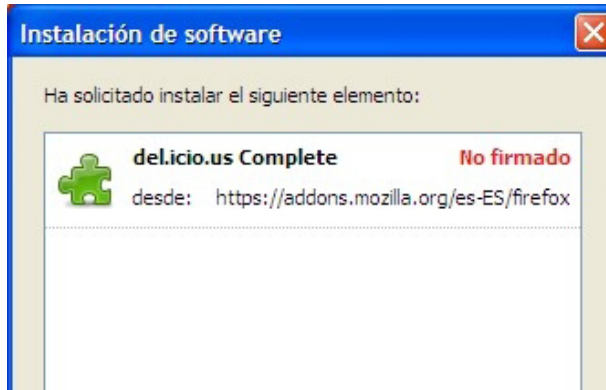 Instalación de software
Ha solicitado instalar el siguiente elemento:
del.icio.us Complete No firmado
desde: https://addons.mozilla.org/es-ES/firefox